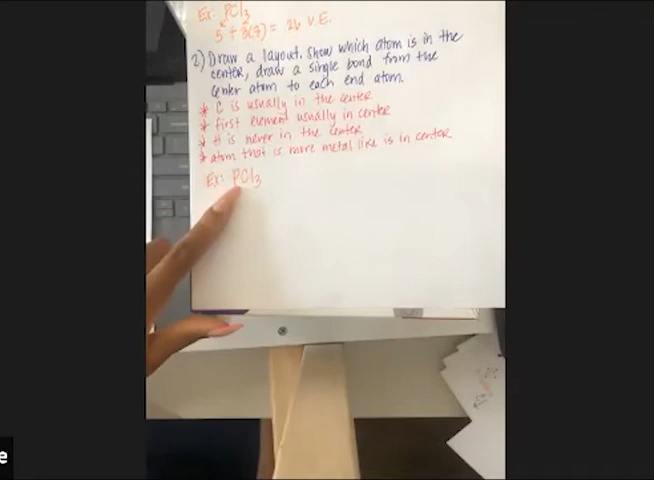 Ex: PCl3
5 + 3(7) = 26 V.E.
2) Draw a layout. Show which atom is in the
center, draw a single bond from the
center atom to each end atom.
* C is usually in the center
* first element usually in center
* H is never in the center
* atom that is more metal like is in center
Ex: PCl3
e